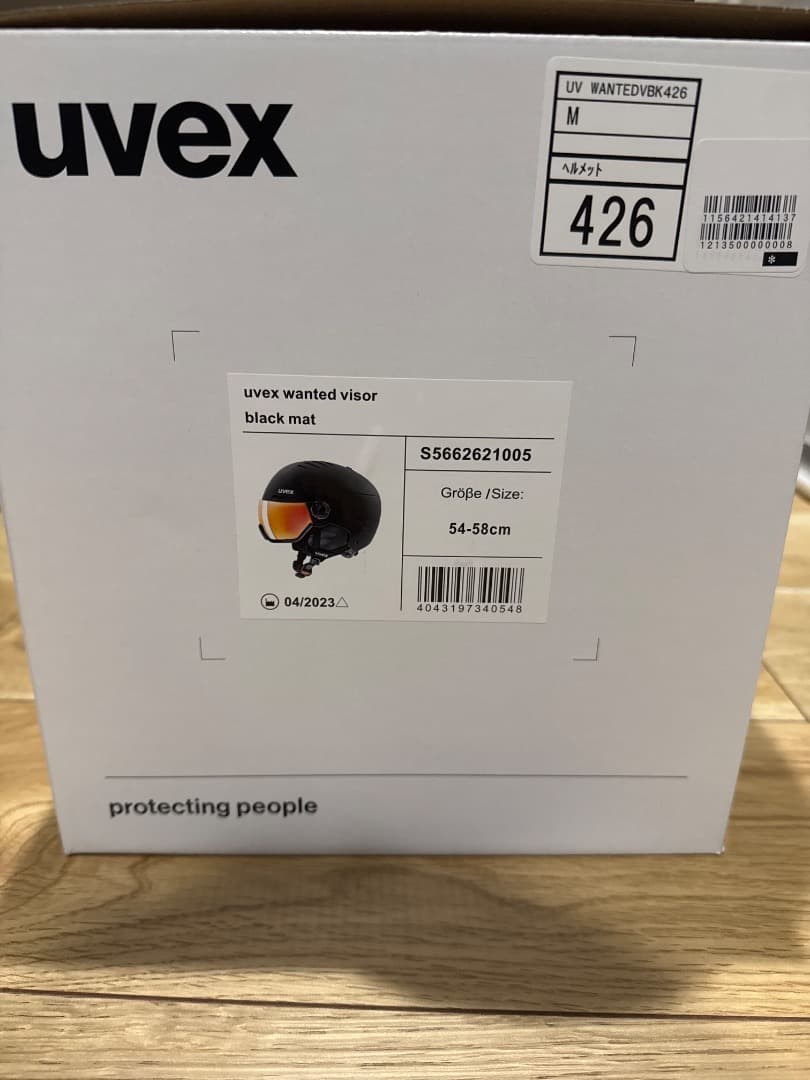 uvex
UV WANTEDVBK426
M
ヘルメット
426
1156421414137
1213500000008
*
uvex wanted visor
black mat
S5662621005
Größe /Size:
54-58cm
uvex
04/2023
4043197340548
protecting people